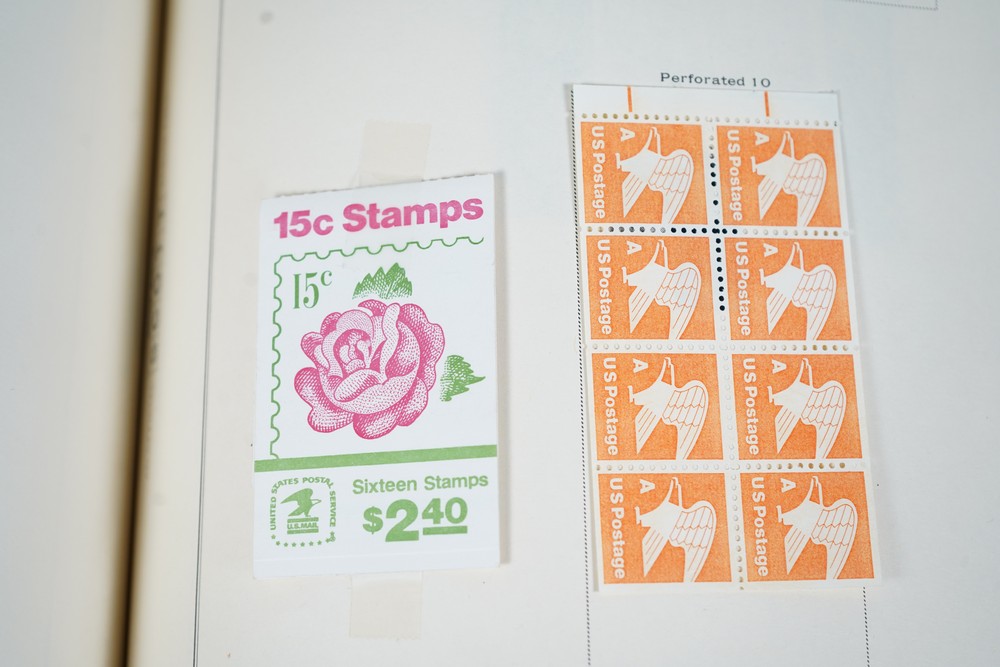 Perforated 10
15c Stamps
15c
UNITED STATES POSTAL SERVICE
U.S.MAIL
Sixteen Stamps
$2.40
A
US Postage
A
US Postage
A
US Postage
A
US Postage
A
US Postage
A
US Postage
A
US Postage
A
US Postage